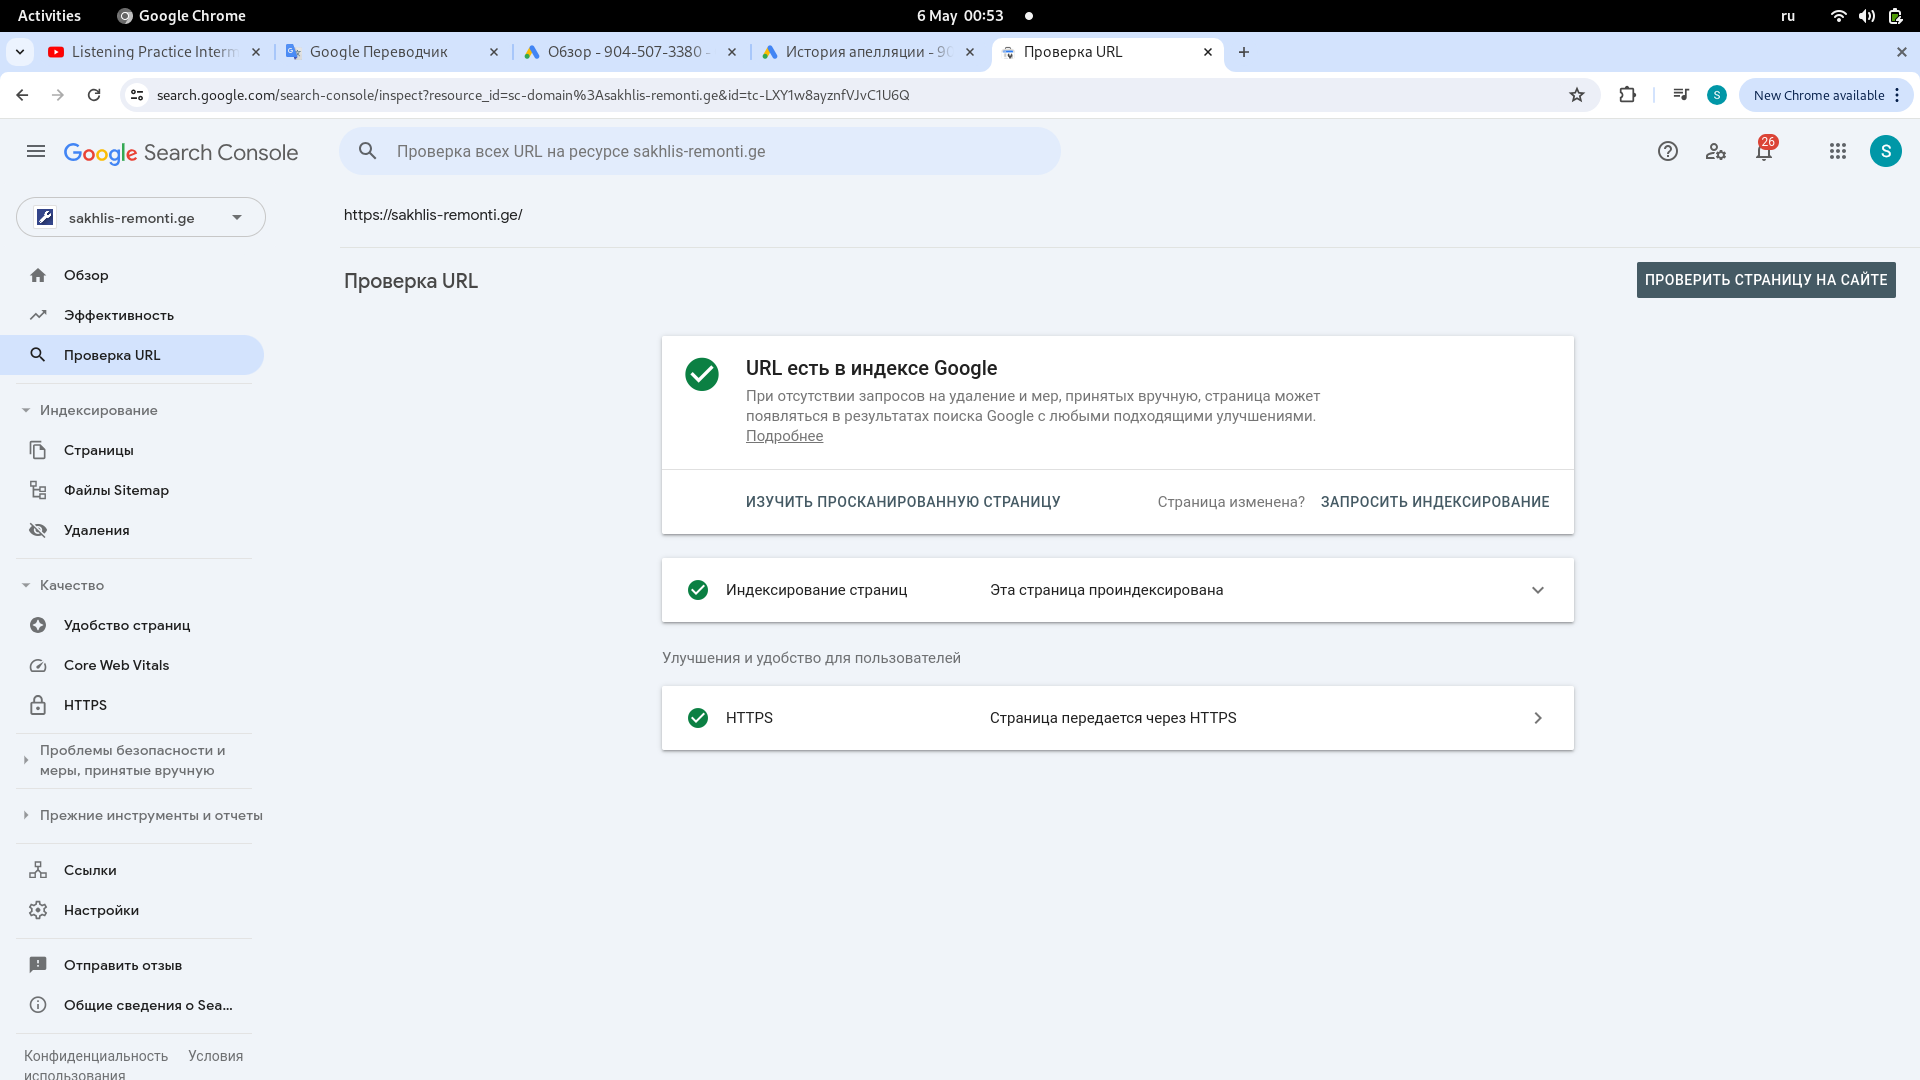 Activities
Google Chrome
6 May 00:53
ru
Listening Practice Interm
Google Переводчик
Обзор - 904-507-3380 -
История апелляции - 90
Проверка URL
search.google.com/search-console/inspect?resource_id=sc-domain%3Asakhlis-remonti.ge&id=tc-LXY1w8ayznfVJvC1U6Q
S
New Chrome available
Google Search Console
Проверка всех URL на ресурсе sakhlis-remonti.ge
26
S
sakhlis-remonti.ge
https://sakhlis-remonti.ge/
Проверка URL
ПРОВЕРИТЬ СТРАНИЦУ НА САЙТЕ
Обзор
Эффективность
Проверка URL
Индексирование
Страницы
Файлы Sitemap
Удаления
Качество
Удобство страниц
Core Web Vitals
HTTPS
Проблемы безопасности и
меры, принятые вручную
Прежние инструменты и отчеты
Ссылки
Настройки
Отправить отзыв
Общие сведения о Sea...
Конфиденциальность Условия
использования
URL есть в индексе Google
При отсутствии запросов на удаление и мер, принятых вручную, страница может
появляться в результатах поиска Google с любыми подходящими улучшениями.
Подробнее
ИЗУЧИТЬ ПРОСКАНИРОВАННУЮ СТРАНИЦУ
Страница изменена?
ЗАПРОСИТЬ ИНДЕКСИРОВАНИЕ
Индексирование страниц
Эта страница проиндексирована
Улучшения и удобство для пользователей
HTTPS
Страница передается через HTTPS